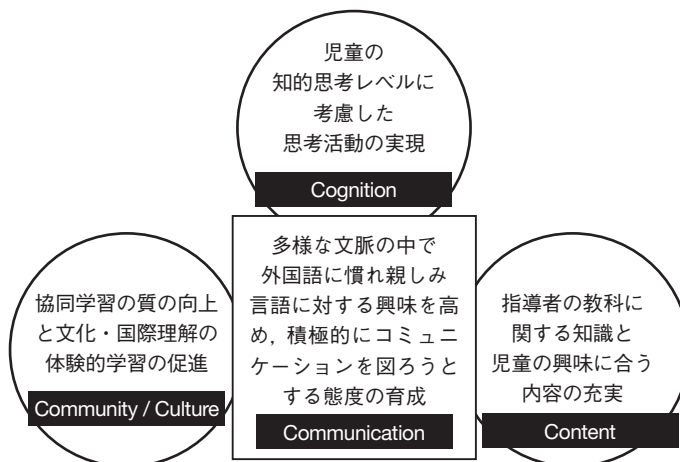 児童の
知的思考レベルに
考慮した
思考活動の実現
Cognition
協同学習の質の向上
と文化・国際理解の
体験的学習の促進
Community / Culture
多様な文脈の中で
外国語に慣れ親しみ
言語に対する興味を高
め，積極的にコミュニ
ケーションを図ろうと
する態度の育成
Communication
指導者の教科に
関する知識と
児童の興味に合う
内容の充実
Content